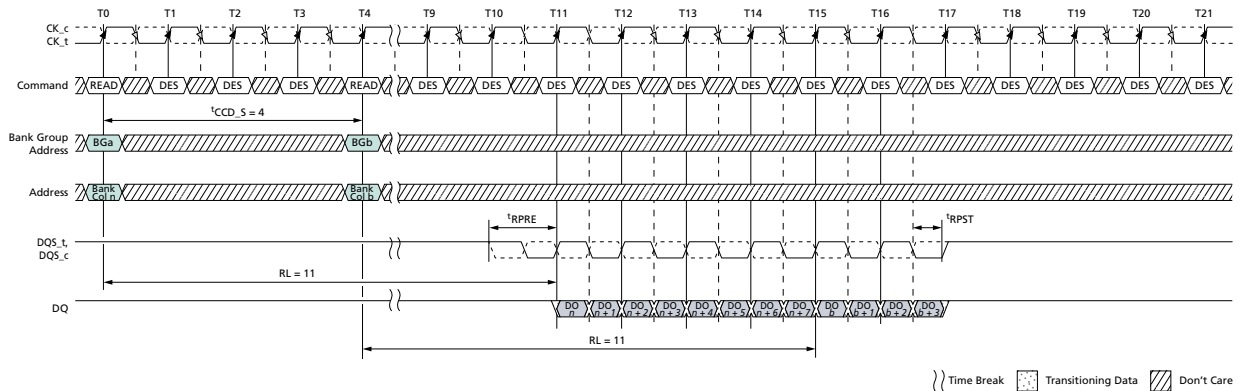 T0 T1 T2 T3 T4 T9 T10 T11 T12 T13 T14 T15 T16 T17 T18 T19 T20 T21
CK_c
CK_t
Command READ DES DES DES READ DES DES DES DES DES DES DES DES DES DES DES DES DES
tCCD_S = 4
Bank Group
Address BGa BGb
Address Bank
Col n Bank
Col b
tRPRE tRPST
DQS_t,
DQS_c
RL = 11
DQ DO
n DO
n + 1 DO
n + 2 DO
n + 3 DO
n + 4 DO
n + 5 DO
n + 6 DO
n + 7 DO
b DO
b + 1 DO
b + 2 DO
b + 3
RL = 11
Time Break Transitioning Data Don't Care